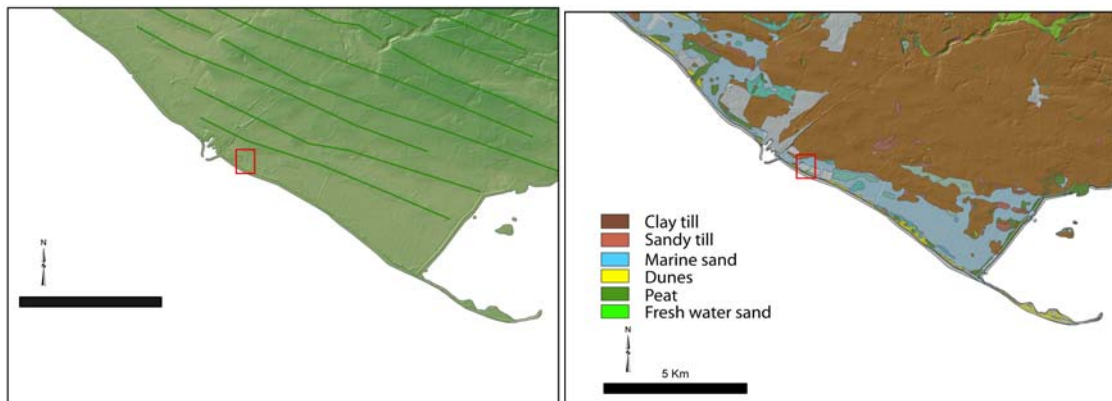 N
Clay till
Sandy till
Marine sand
Dunes
Peat
Fresh water sand
N
5 Km